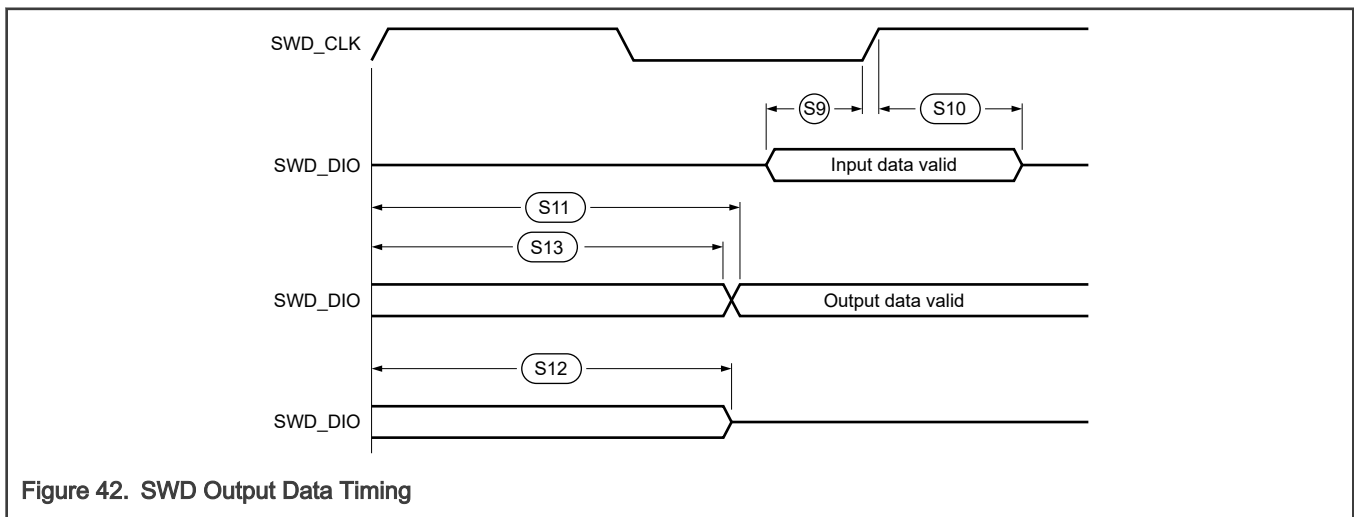 SWD_CLK
S9
S10
SWD_DIO
Input data valid
S11
S13
SWD_DIO
Output data valid
S12
SWD_DIO
Figure 42. SWD Output Data Timing